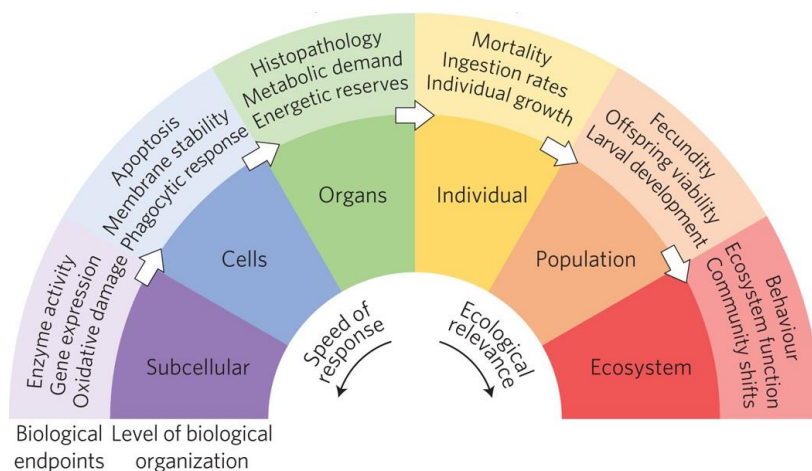 Enzyme activity
Gene expression
Oxidative damage
Apoptosis
Membrane stability
Phagocytic response
Histopathology
Metabolic demand
Energetic reserves
Mortality
Ingestion rates
Individual growth
Fecundity
Offspring viability
Larval development
Behaviour
Ecosystem function
Community shifts
Subcellular
Cells
Organs
Individual
Population
Ecosystem
Speed of
response
Ecological
relevance
Biological
endpoints
Level of biological
organization